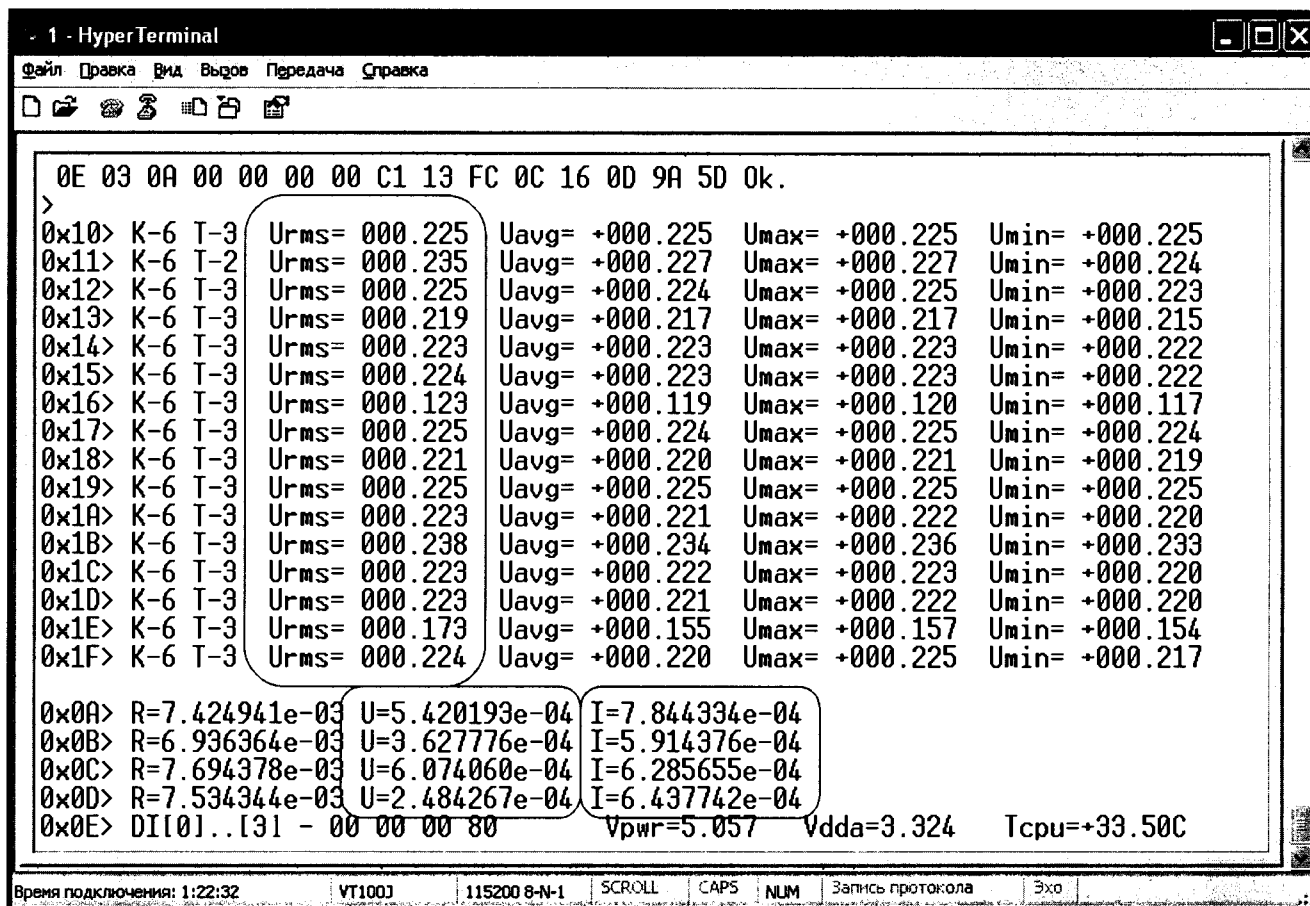 1 - HyperTerminal
Файл Правка Вид Вызов Передача Справка
0E 03 0A 00 00 00 00 C1 13 FC 0C 16 0D 9A 5D Ok.
>
0x10> K-6 T-3 Urms= 000.225 Uavg= +000.225 Umax= +000.225 Umin= +000.225
0x11> K-6 T-2 Urms= 000.235 Uavg= +000.227 Umax= +000.227 Umin= +000.224
0x12> K-6 T-3 Urms= 000.225 Uavg= +000.224 Umax= +000.225 Umin= +000.223
0x13> K-6 T-3 Urms= 000.219 Uavg= +000.217 Umax= +000.217 Umin= +000.215
0x14> K-6 T-3 Urms= 000.223 Uavg= +000.223 Umax= +000.223 Umin= +000.222
0x15> K-6 T-3 Urms= 000.224 Uavg= +000.223 Umax= +000.223 Umin= +000.222
0x16> K-6 T-3 Urms= 000.123 Uavg= +000.119 Umax= +000.120 Umin= +000.117
0x17> K-6 T-3 Urms= 000.225 Uavg= +000.224 Umax= +000.225 Umin= +000.224
0x18> K-6 T-3 Urms= 000.221 Uavg= +000.220 Umax= +000.221 Umin= +000.219
0x19> K-6 T-3 Urms= 000.225 Uavg= +000.225 Umax= +000.225 Umin= +000.225
0x1A> K-6 T-3 Urms= 000.223 Uavg= +000.221 Umax= +000.222 Umin= +000.220
0x1B> K-6 T-3 Urms= 000.238 Uavg= +000.234 Umax= +000.236 Umin= +000.233
0x1C> K-6 T-3 Urms= 000.223 Uavg= +000.222 Umax= +000.223 Umin= +000.220
0x1D> K-6 T-3 Urms= 000.223 Uavg= +000.221 Umax= +000.222 Umin= +000.220
0x1E> K-6 T-3 Urms= 000.173 Uavg= +000.155 Umax= +000.157 Umin= +000.154
0x1F> K-6 T-3 Urms= 000.224 Uavg= +000.220 Umax= +000.225 Umin= +000.217
0x0A> R=7.424941e-03 U=5.420193e-04 I=7.844334e-04
0x0B> R=6.936364e-03 U=3.627776e-04 I=5.914376e-04
0x0C> R=7.694378e-03 U=6.074060e-04 I=6.285655e-04
0x0D> R=7.534344e-03 U=2.484267e-04 I=6.437742e-04
0x0E> DI[0]..[3] - 00 00 00 80 Vpwr=5.057 Vdda=3.324 Tcpu=+33.50C
Время подключения: 1:22:32 VT100J 115200 8-N-1 SCROLL CAPS NUM Запись протокола Эхо